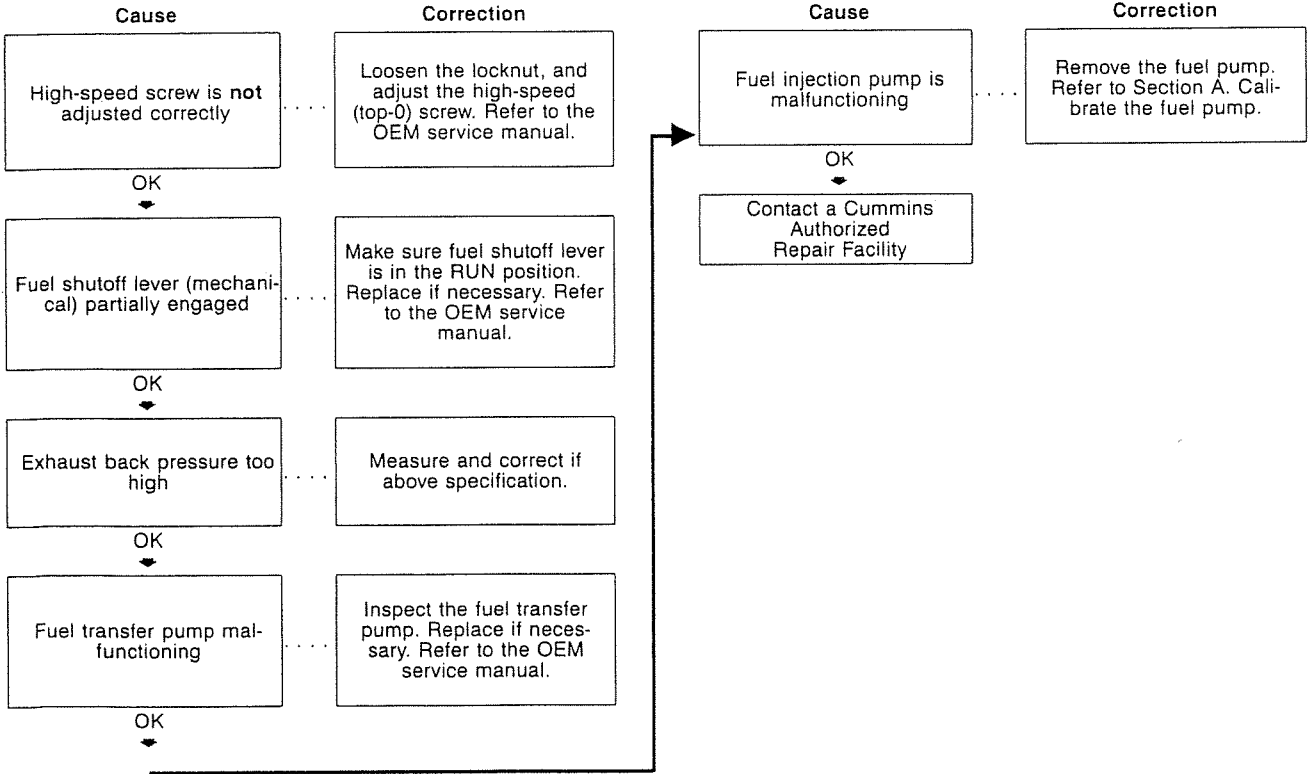 Cause
Correction
High-speed screw is not
adjusted correctly
. . . .
Loosen the locknut, and
adjust the high-speed
(top-0) screw. Refer to the
OEM service manual.
OK
Fuel shutoff lever (mechani-
cal) partially engaged
. . . .
Make sure fuel shutoff lever
is in the RUN position.
Replace if necessary. Refer
to the OEM service
manual.
OK
Exhaust back pressure too
high
. . . .
Measure and correct if
above specification.
OK
Fuel transfer pump mal-
functioning
. . . .
Inspect the fuel transfer
pump. Replace if neces-
sary. Refer to the OEM
service manual.
OK
Cause
Correction
Fuel injection pump is
malfunctioning
. . . .
Remove the fuel pump.
Refer to Section A. Cali-
brate the fuel pump.
OK
Contact a Cummins
Authorized
Repair Facility